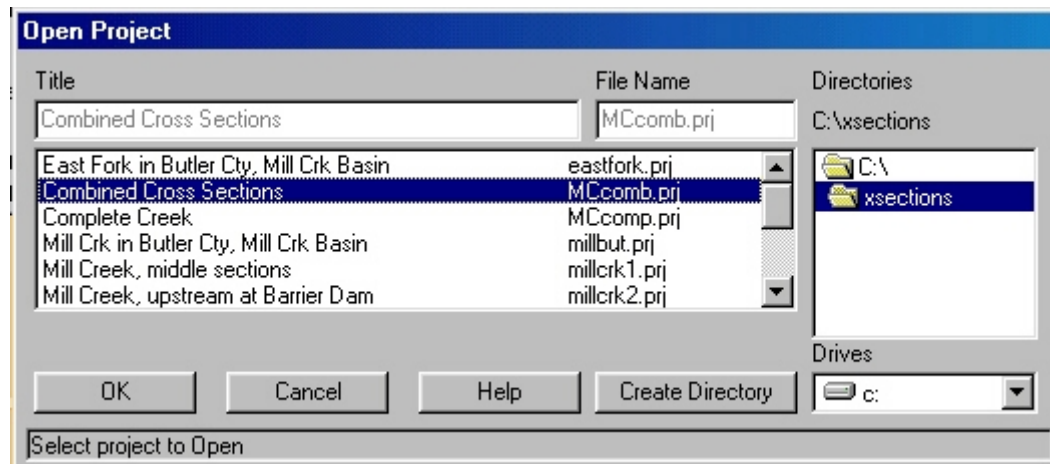 Open Project
Title File Name Directories
Combined Cross Sections MCcomb.prj C:\xsections
East Fork in Butler Cty, Mill Crk Basin eastfork.prj C:\
Combined Cross Sections MCcomb.prj xsections
Complete Creek MCcomp.prj
Mill Crk in Butler Cty, Mill Crk Basin millbut.prj
Mill Creek, middle sections millcrk1.prj
Mill Creek, upstream at Barrier Dam millcrk2.prj
Drives
OK Cancel Help Create Directory c:
Select project to Open